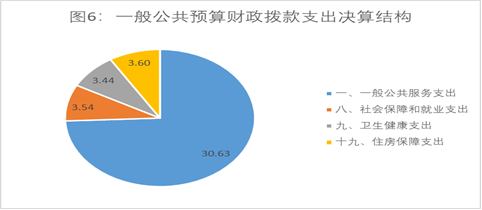 图6：一般公共预算财政拨款支出决算结构
3.60
3.44
3.54
30.63
一、一般公共服务支出
八、社会保障和就业支出
九、卫生健康支出
十九、住房保障支出